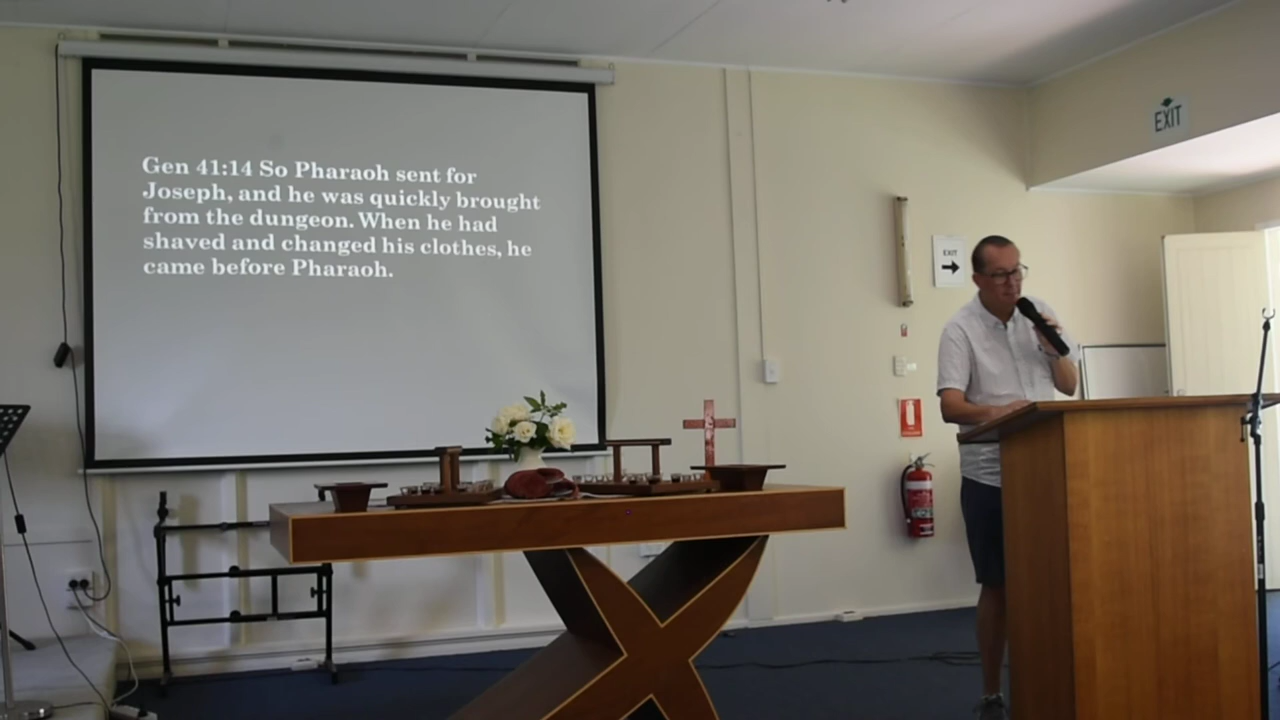 Gen 41:14 So Pharaoh sent for
Joseph, and he was quickly brought
from the dungeon. When he had
shaved and changed his clothes, he
came before Pharaoh.
EXIT
EXIT